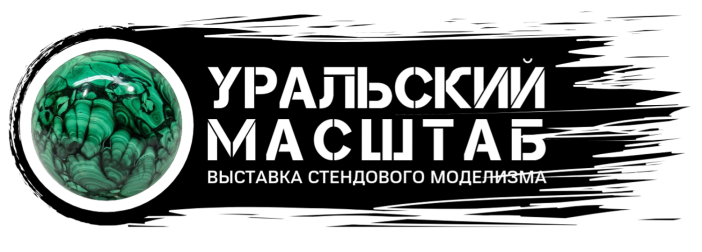 УРАЛЬСКИЙ
МАСШТАБ
ВЫСТАВКА СТЕНДОВОГО МОДЕЛИЗМА